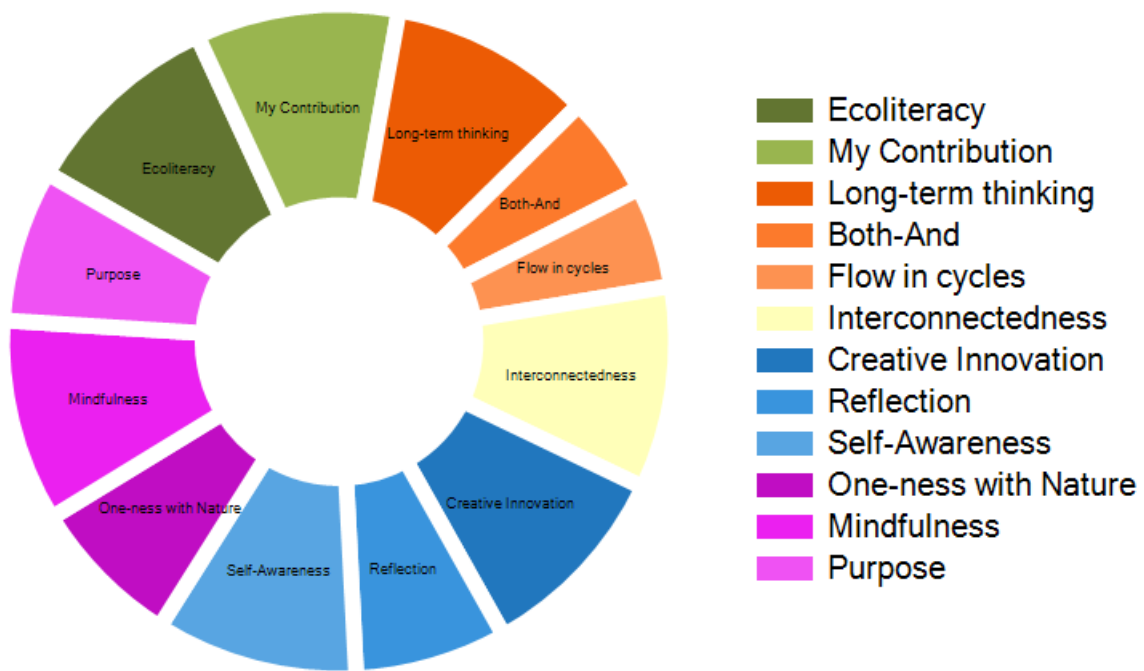 My Contribution
Long-term thinking
Ecoliteracy
Both-And
Flow in cycles
Purpose
Interconnectedness
Mindfulness
Creative Innovation
One-ness with Nature
Self-Awareness
Reflection
Ecoliteracy
My Contribution
Long-term thinking
Both-And
Flow in cycles
Interconnectedness
Creative Innovation
Reflection
Self-Awareness
One-ness with Nature
Mindfulness
Purpose